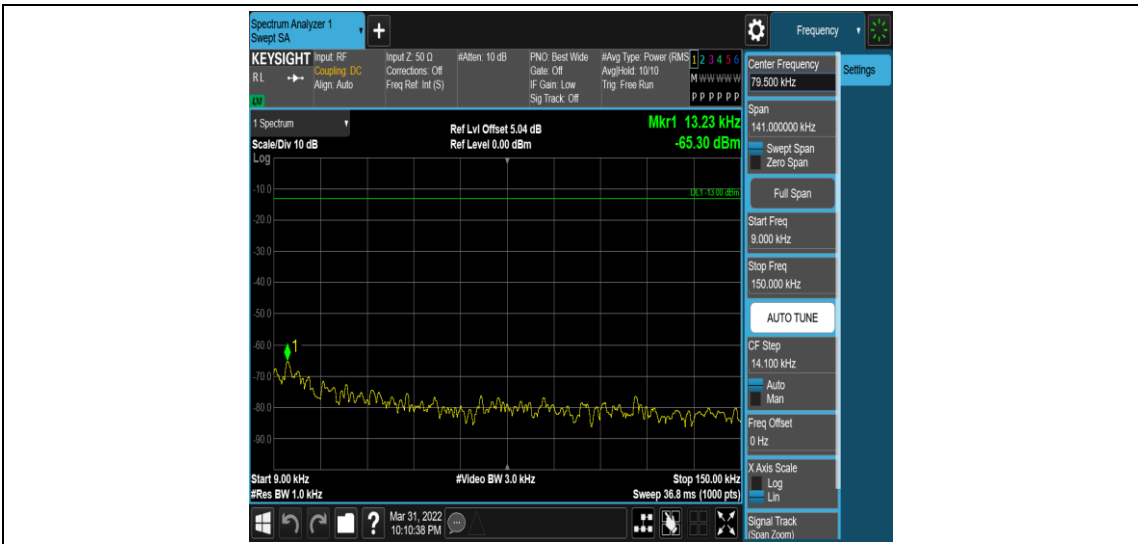 Spectrum Analyzer 1
Swept SA
+
Frequency
KEYSIGHT
RL
LXI
Input: RF
Coupling: DC
Align: Auto
Input Z: 50 Ω
Corrections: Off
Freq Ref: Int (S)
#Atten: 10 dB
PNO: Best Wide
Gate: Off
IF Gain: Low
Sig Track: Off
#Avg Type: Power (RMS
Avg|Hold: 10/10
Trig: Free Run
1 2 3 4 5 6
M W W W W W
P P P P P P
1 Spectrum
Scale/Div 10 dB
Log
Ref Lvl Offset 5.04 dB
Ref Level 0.00 dBm
Mkr1 13.23 kHz
-65.30 dBm
DL1 -13.00 dBm
-10.0
-20.0
-30.0
-40.0
-50.0
-60.0
-70.0
-80.0
-90.0
1
Start 9.00 kHz
#Res BW 1.0 kHz
#Video BW 3.0 kHz
Stop 150.00 kHz
Sweep 36.8 ms (1000 pts)
Center Frequency
79.500 kHz
Span
141.000000 kHz
Swept Span
Zero Span
Full Span
Start Freq
9.000 kHz
Stop Freq
150.000 kHz
AUTO TUNE
CF Step
14.100 kHz
Auto
Man
Freq Offset
0 Hz
X Axis Scale
Log
Lin
Signal Track
(Span Zoom)
Settings
?
Mar 31, 2022
10:10:38 PM